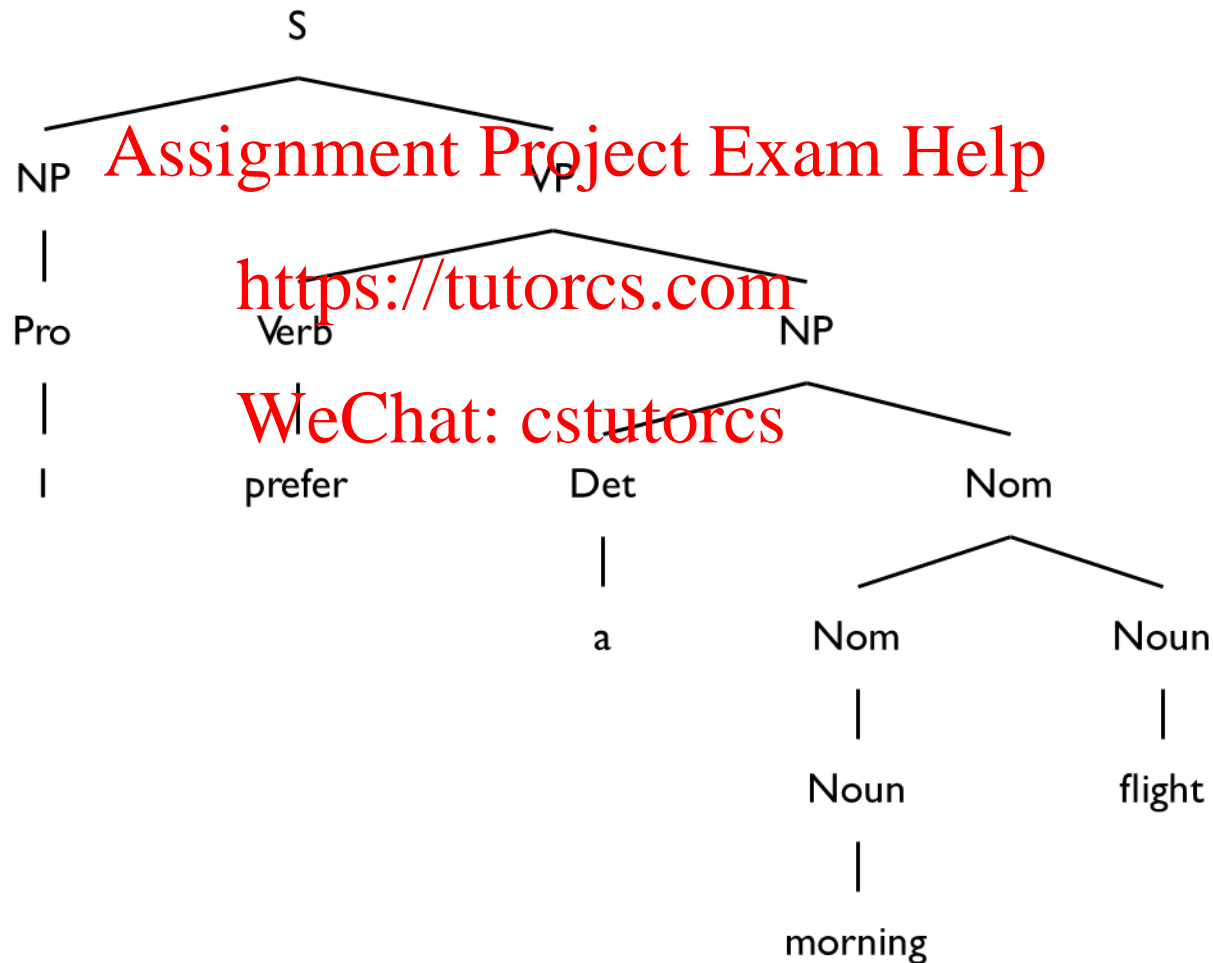 S
Assignment Project Exam Help
NP VP
https://tutorcs.com
Pro Verb NP
WeChat: cstutorcs
I prefer Det Nom
a Nom Noun
Noun flight
morning